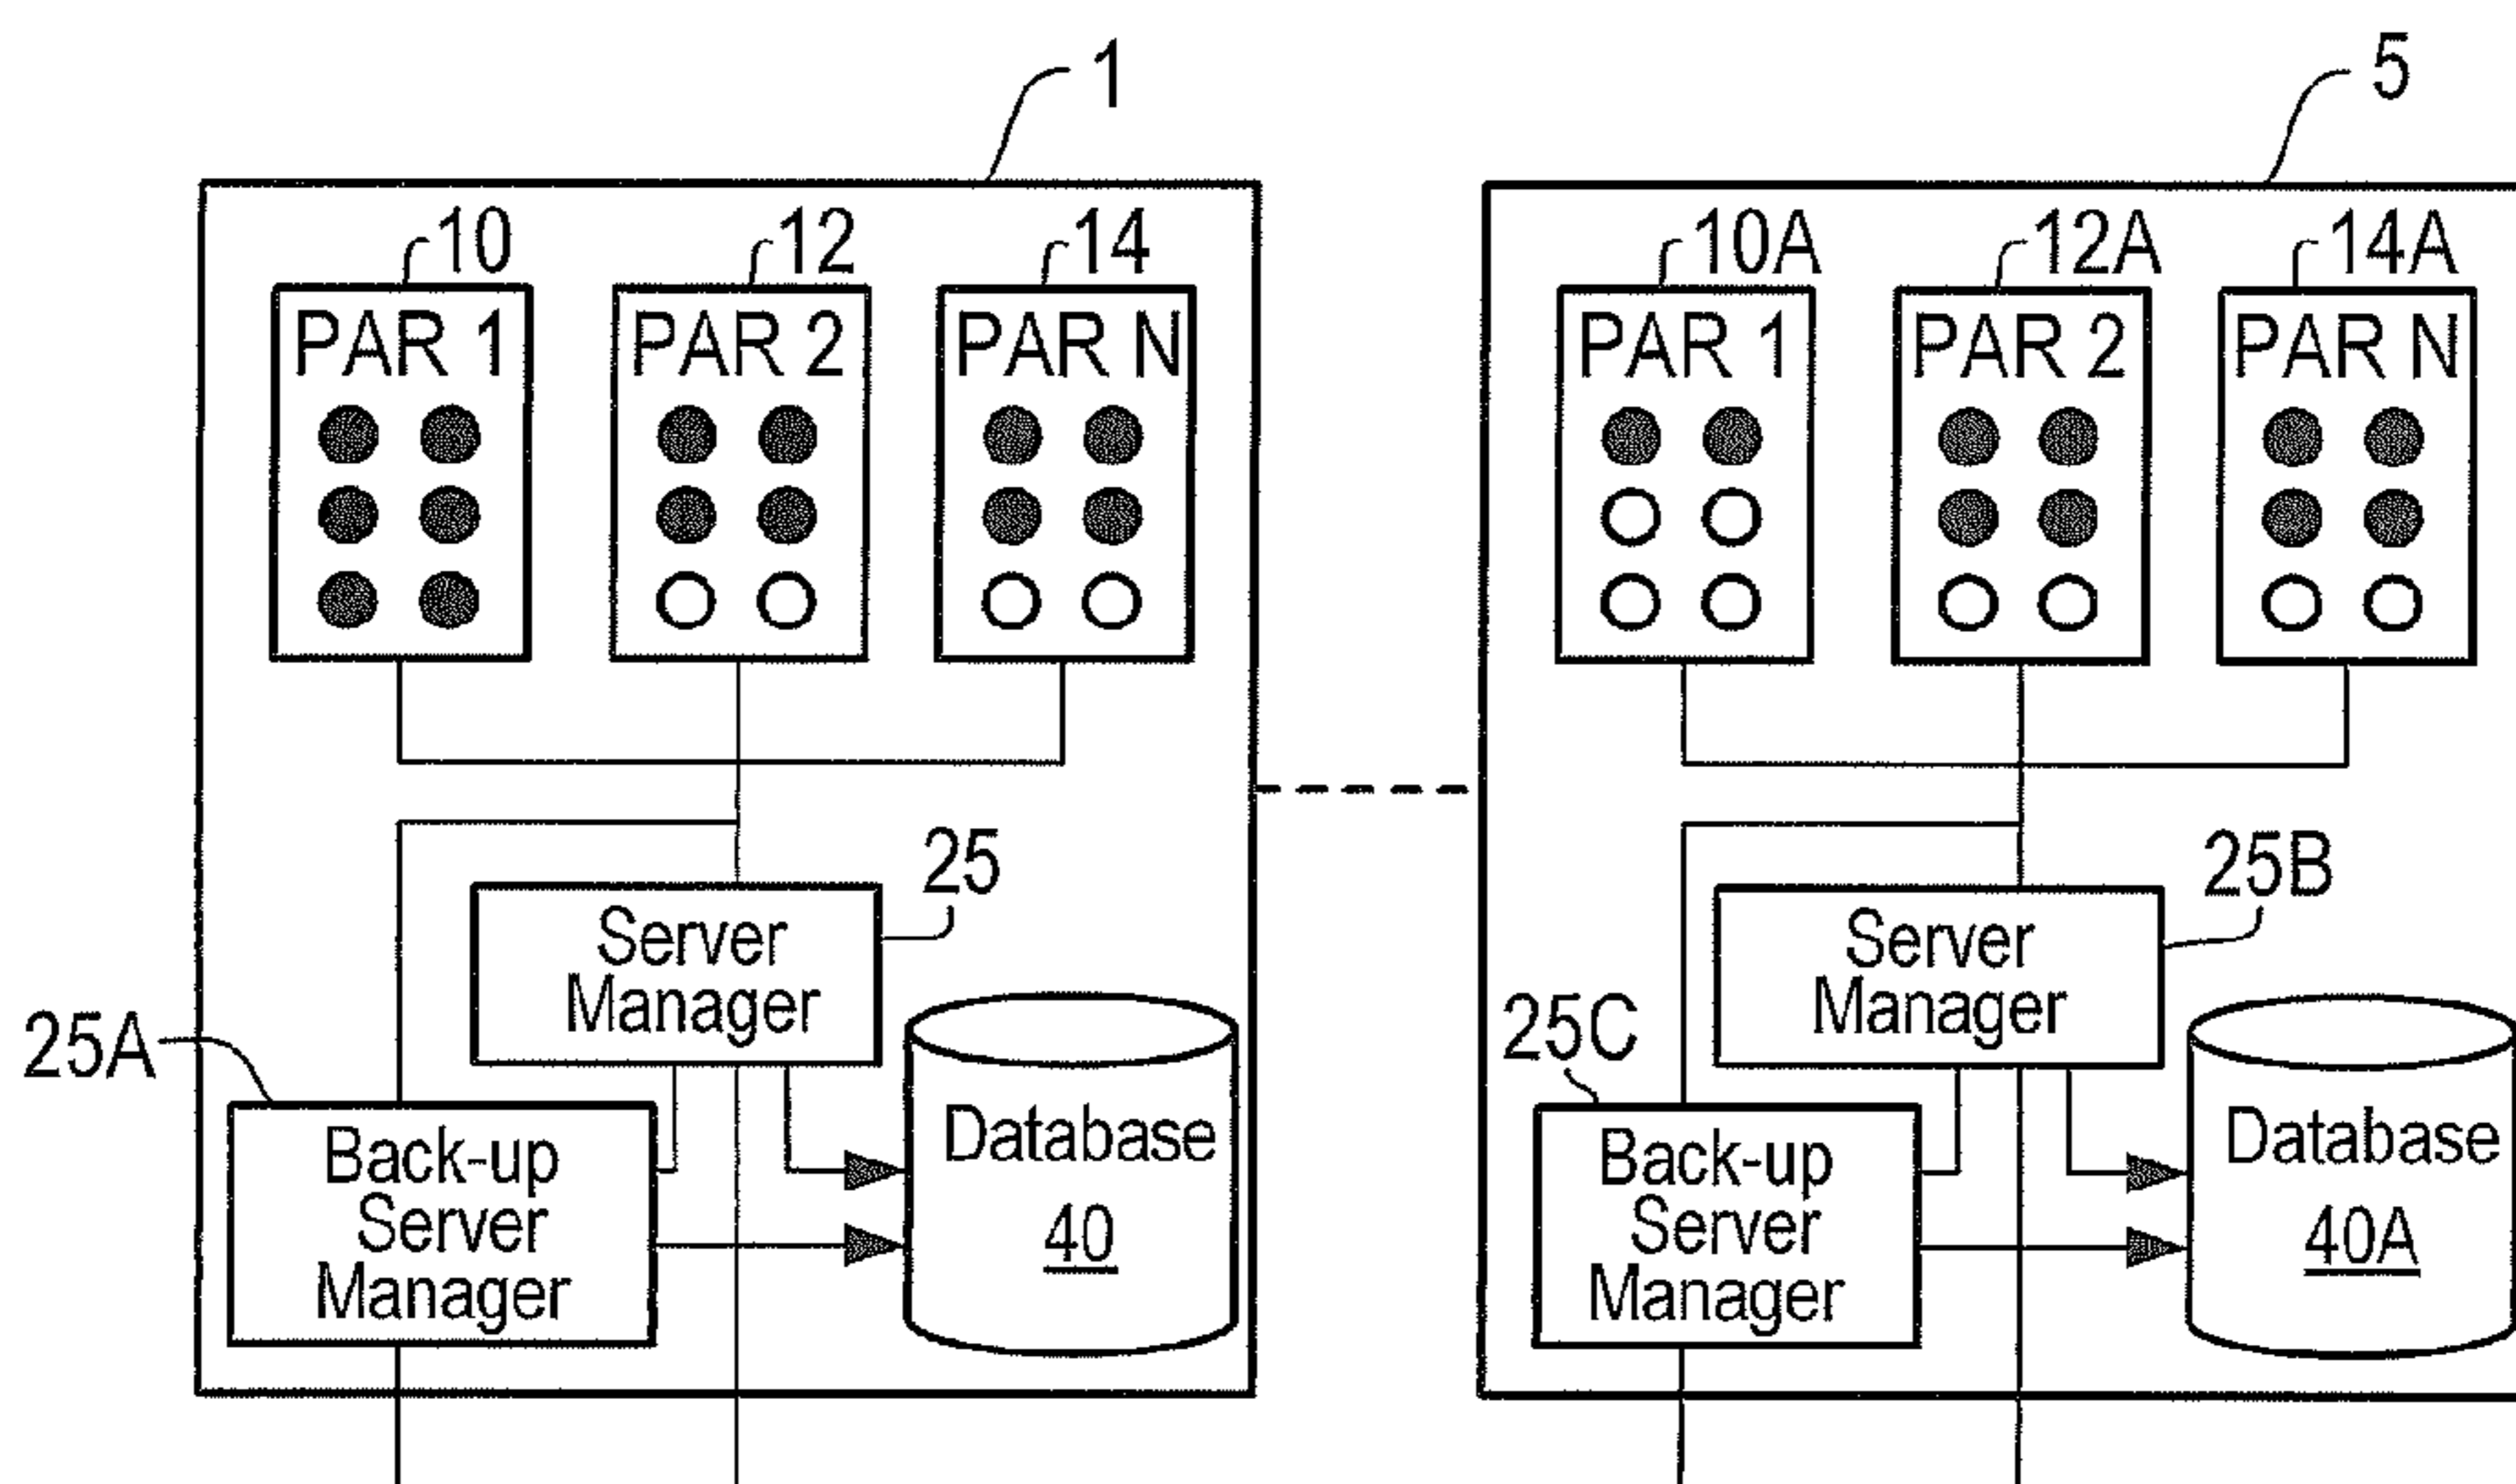 1
10
12
14
PAR 1
PAR 2
PAR N
25
Server
Manager
25A
Back-up
Server
Manager
Database
40
5
10A
12A
14A
PAR 1
PAR 2
PAR N
25B
Server
Manager
25C
Back-up
Server
Manager
Database
40A